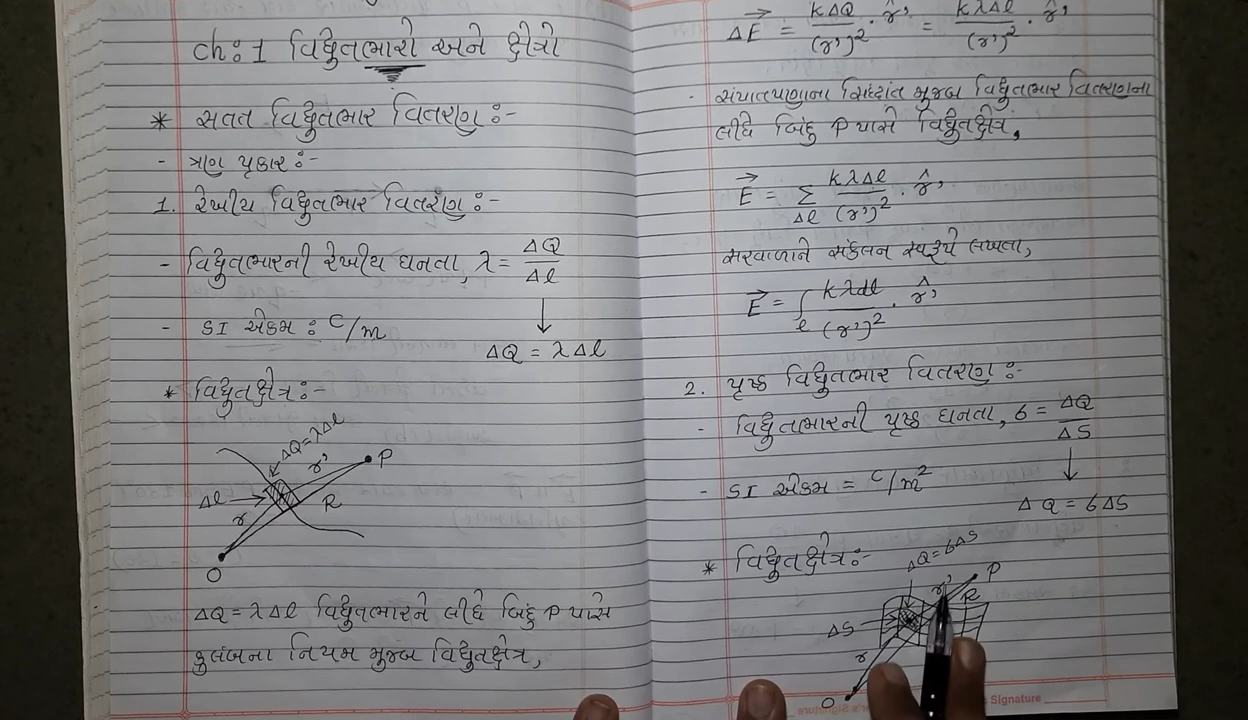 ch:1 વિદ્યુતભારો અને ક્ષેત્રો
* સતત વિદ્યુતભાર વિતરણ :-
- ત્રણ પ્રકાર :-
1. રેખીય વિદ્યુતભાર વિતરણ :-
- વિદ્યુતભારની રેખીય ઘનતા, λ = ΔQ/Δl
↓
- SI એકમ : C/m
ΔQ = λΔl
* વિદ્યુતક્ષેત્ર :-
ΔQ=λΔl
r'
P
Δl
R
r
O
ΔQ = λΔl વિદ્યુતભારને લીધે બિંદુ P પાસે
કુલંબના નિયમ મુજબ વિદ્યુતક્ષેત્ર,
ΔE⃗ = kΔQ/(r')² · r̂' = kλΔl/(r')² · r̂'
- સંપાતપણાના સિદ્ધાંત મુજબ વિદ્યુતભાર વિતરણના
લીધે બિંદુ P પાસે વિદ્યુતક્ષેત્ર,
E⃗ = Σ_Δl kλΔl/(r')² · r̂'
સરવાળાને સંકલન સ્વરૂપે લખતા,
E⃗ = ∫_l kλdl/(r')² · r̂'
2. પૃષ્ઠ વિદ્યુતભાર વિતરણ :-
- વિદ્યુતભારની પૃષ્ઠ ઘનતા, σ = ΔQ/ΔS
↓
- SI એકમ = C/m²
ΔQ = σΔS
* વિદ્યુતક્ષેત્ર :-
ΔQ=σΔS
P
r'
R
ΔS
r
O
Signature